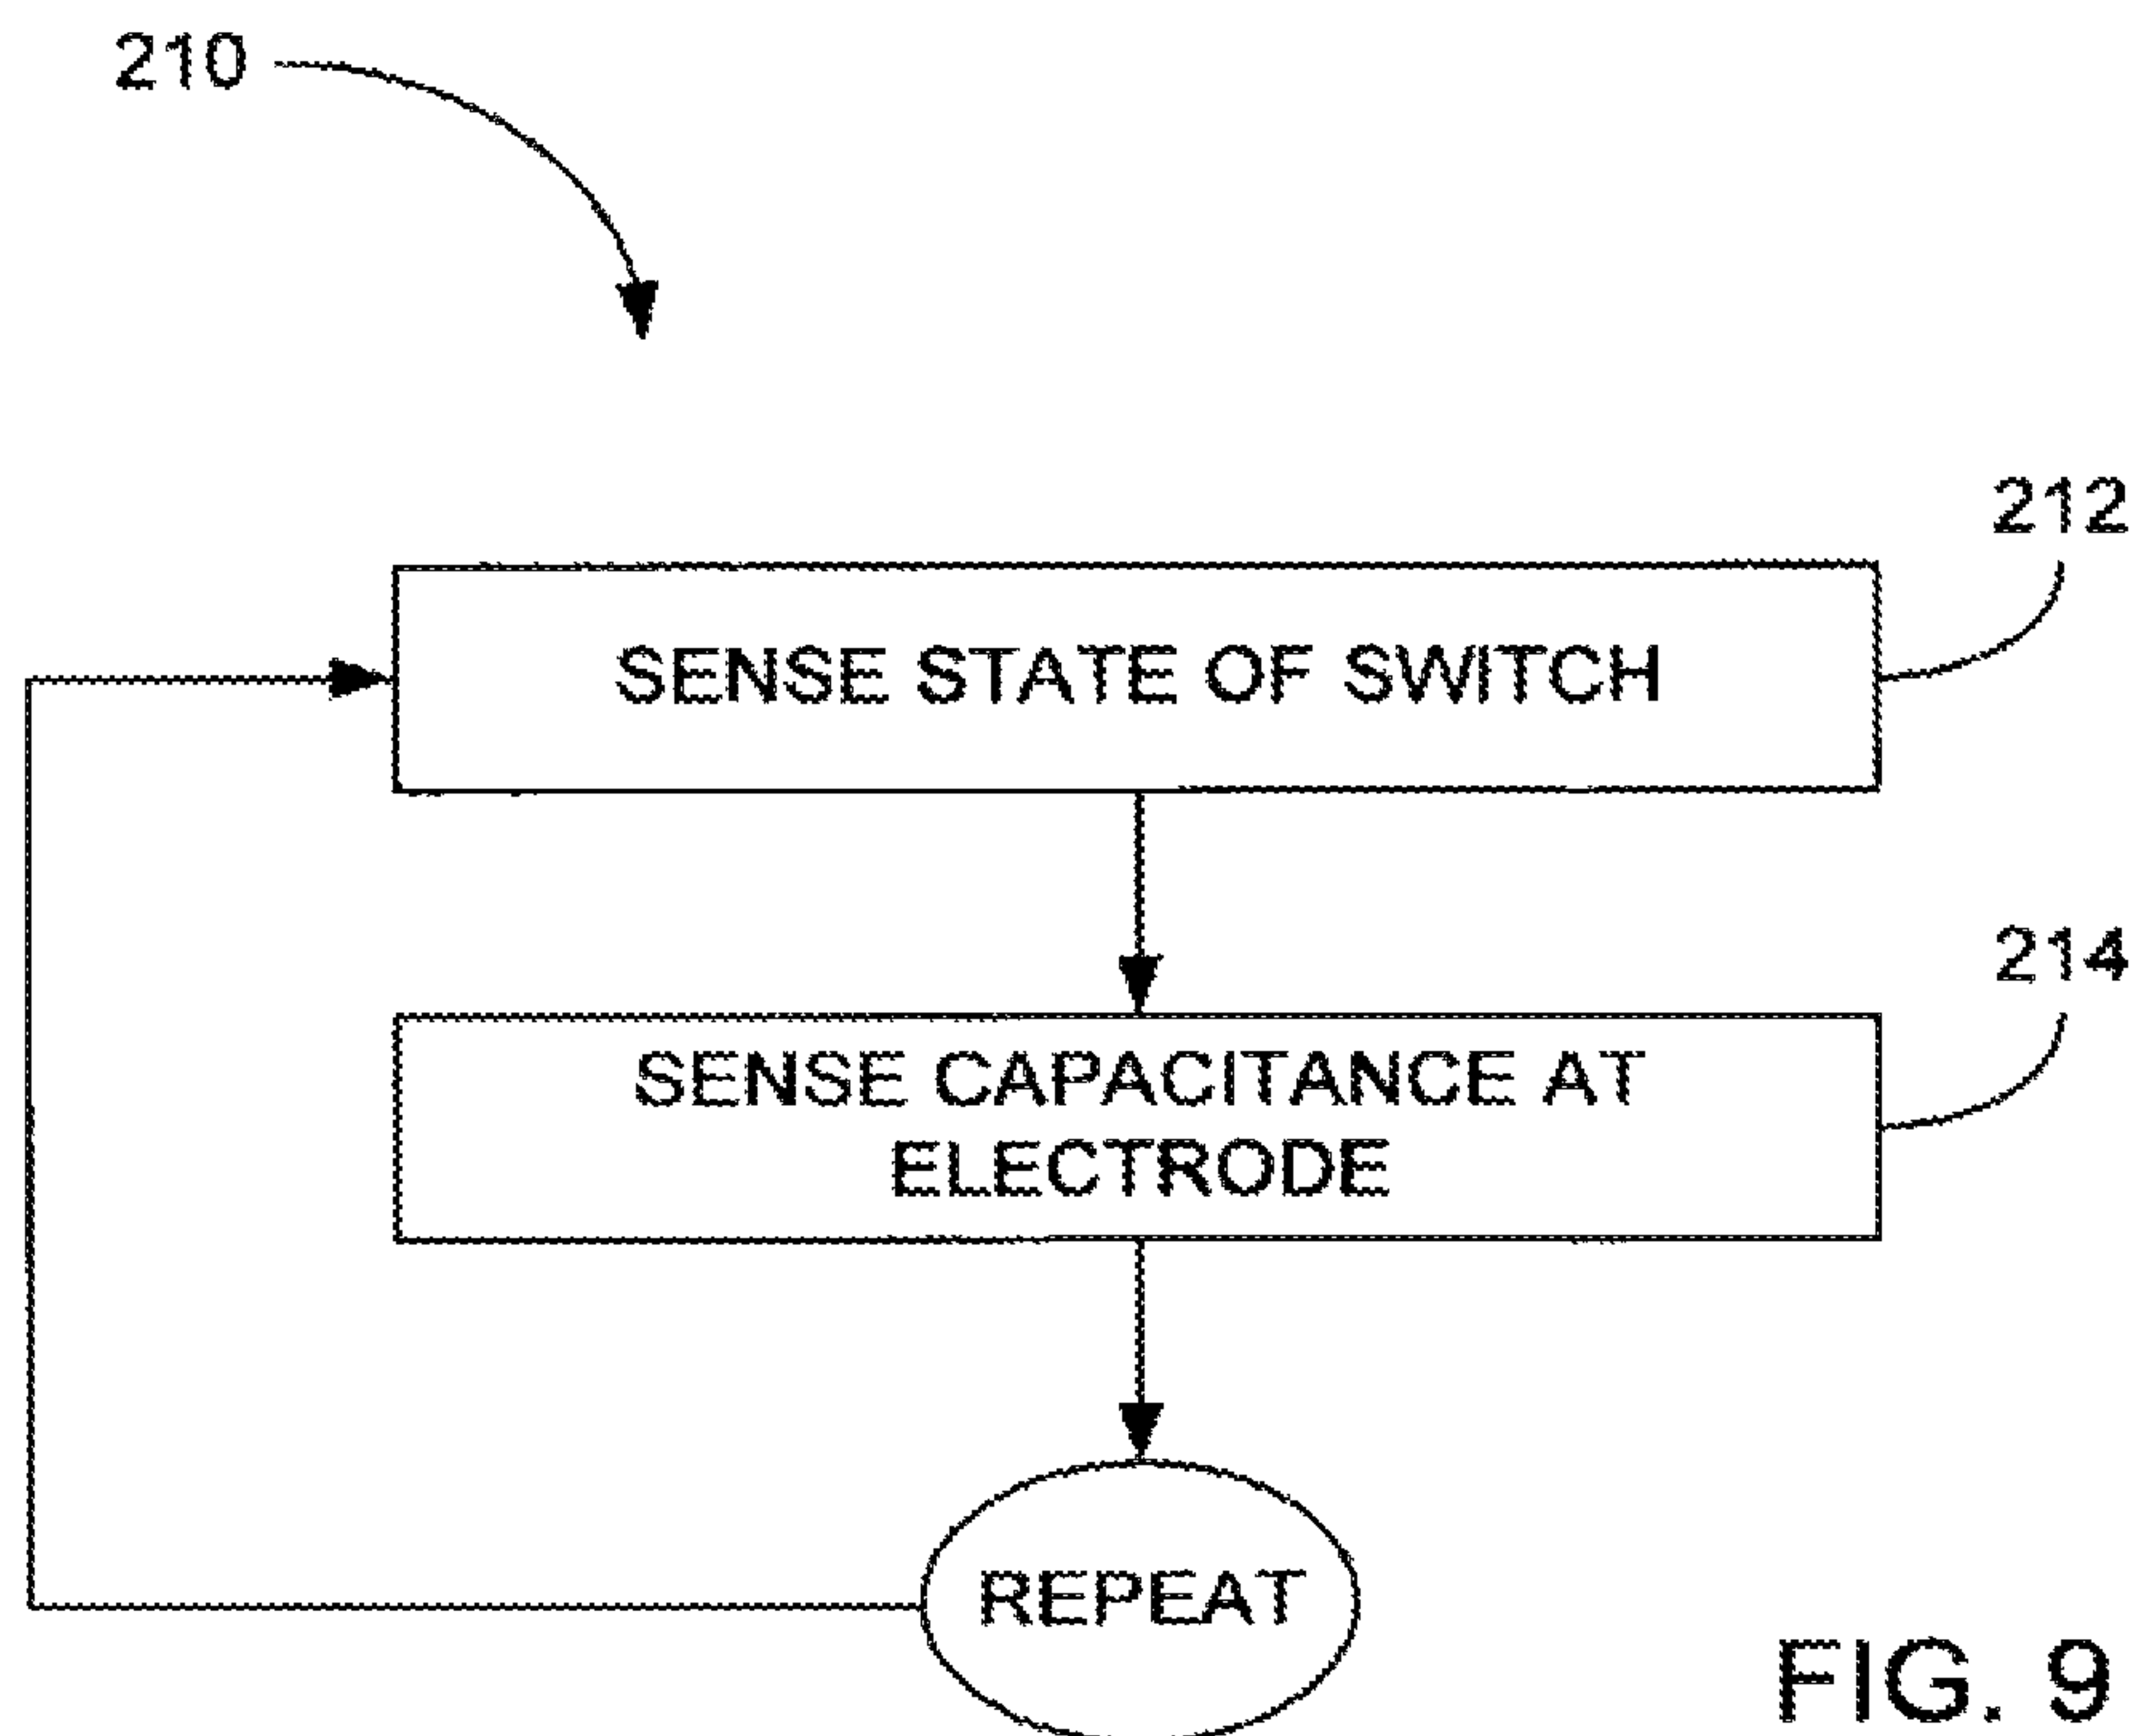 210
212
SENSE STATE OF SWITCH
214
SENSE CAPACITANCE AT
ELECTRODE
REPEAT
FIG. 9